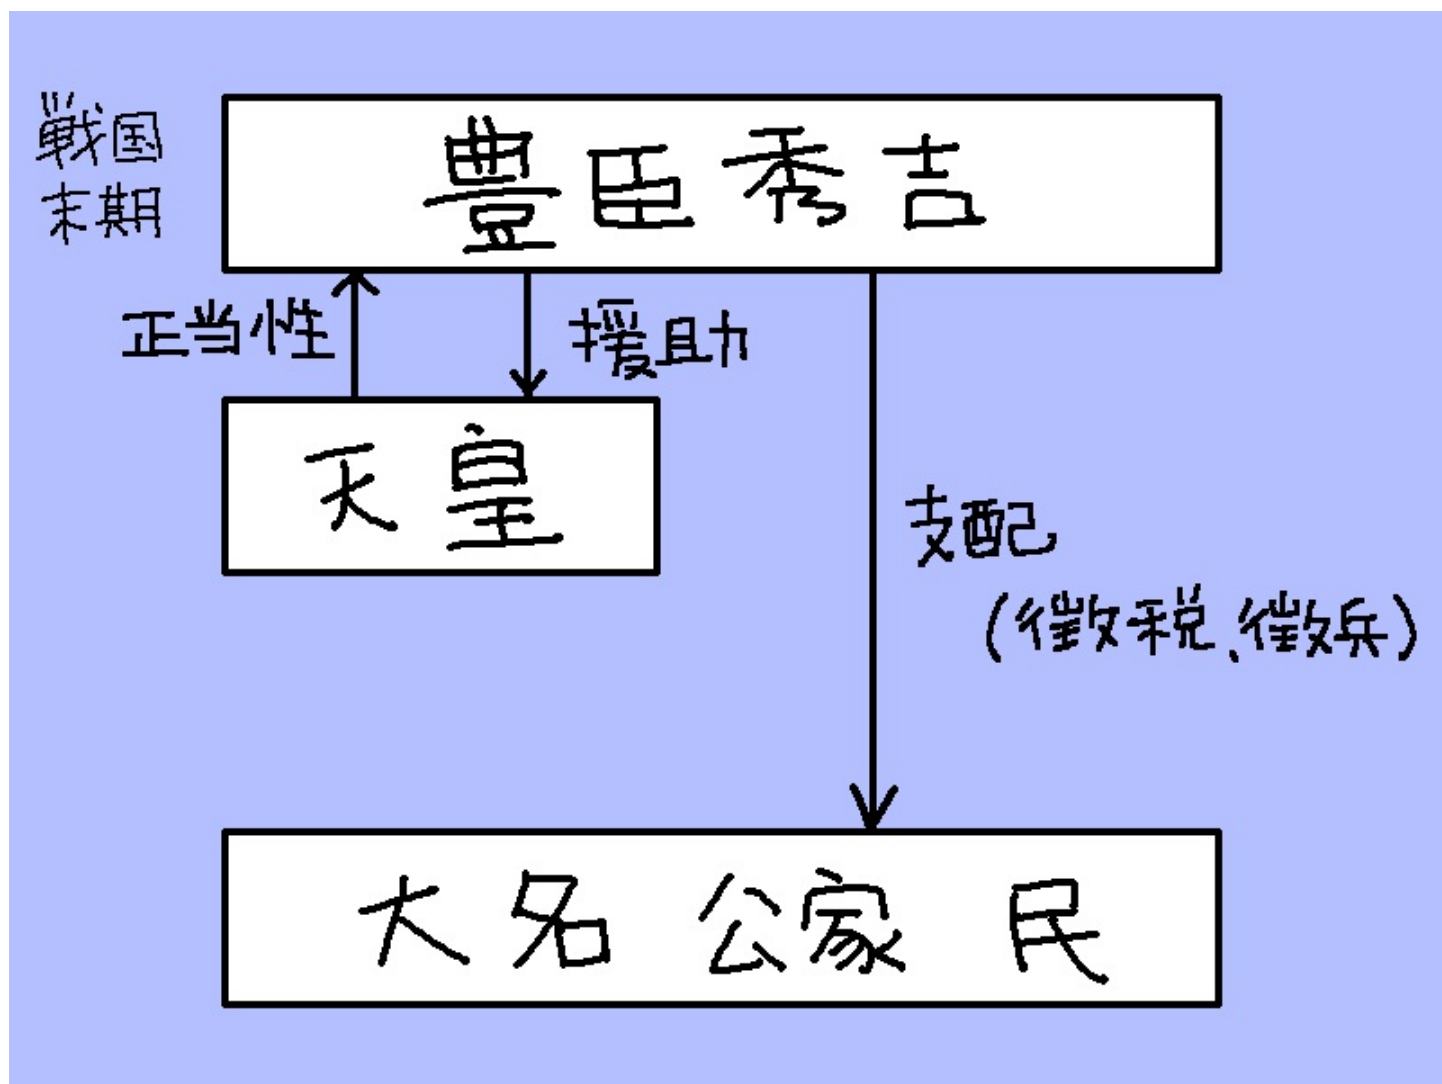 戦国
末期
豊臣秀吉
正当性
援助
天皇
支配
(徴税、徴兵)
大名 公家 民